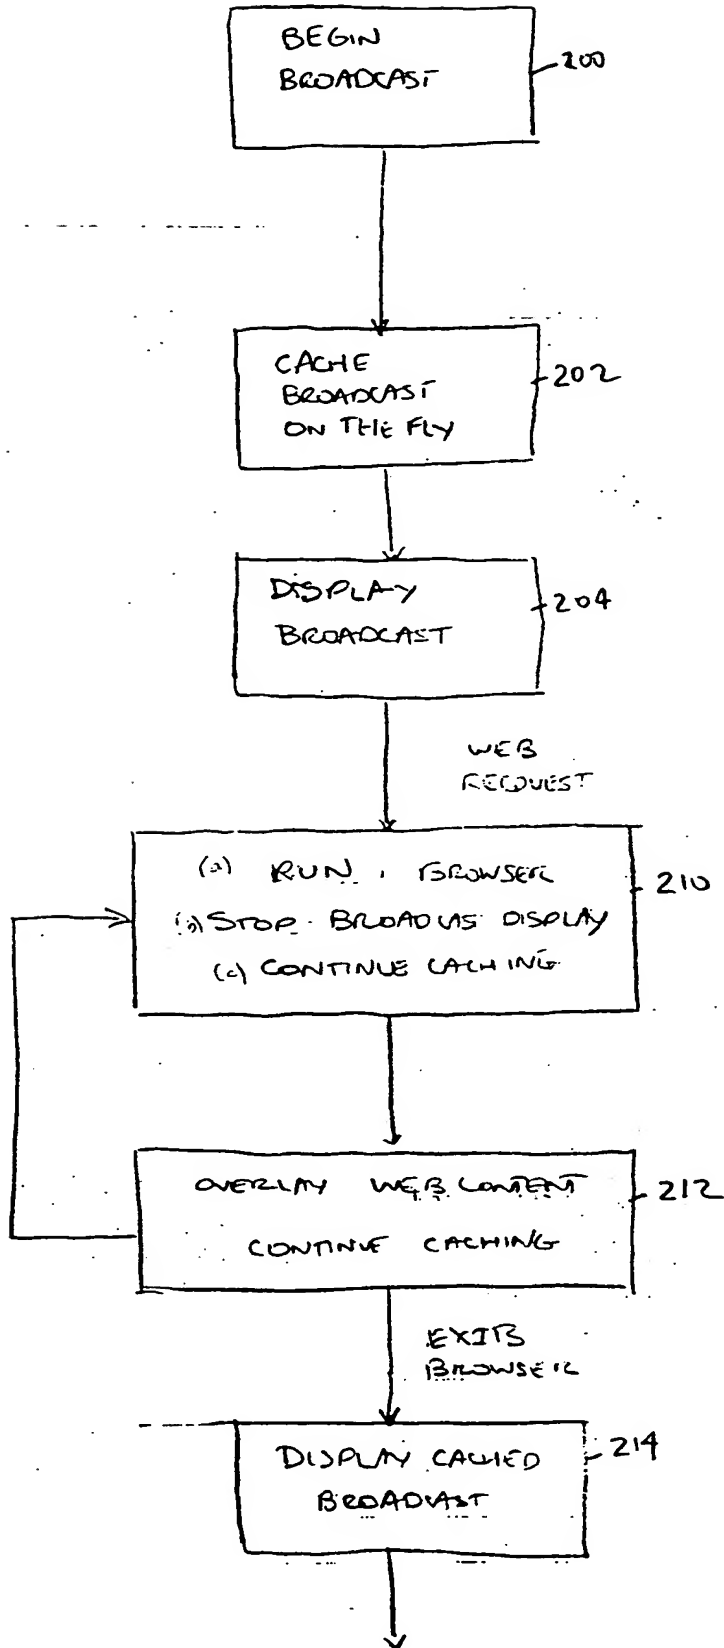 BEGIN
BROADCAST
200
CACHE
BROADCAST
ON THE FLY
202
DISPLAY
BROADCAST
204
WEB
REQUEST
(a) RUN BROWSER
(b) STOP BROADCAS DISPLAY
(c) CONTINUE CACHING
210
OVERLAY WEB CONTENT
CONTINUE CACHING
212
EXITS
BROWSER
DISPLAY CACHED
BROADCAST
214